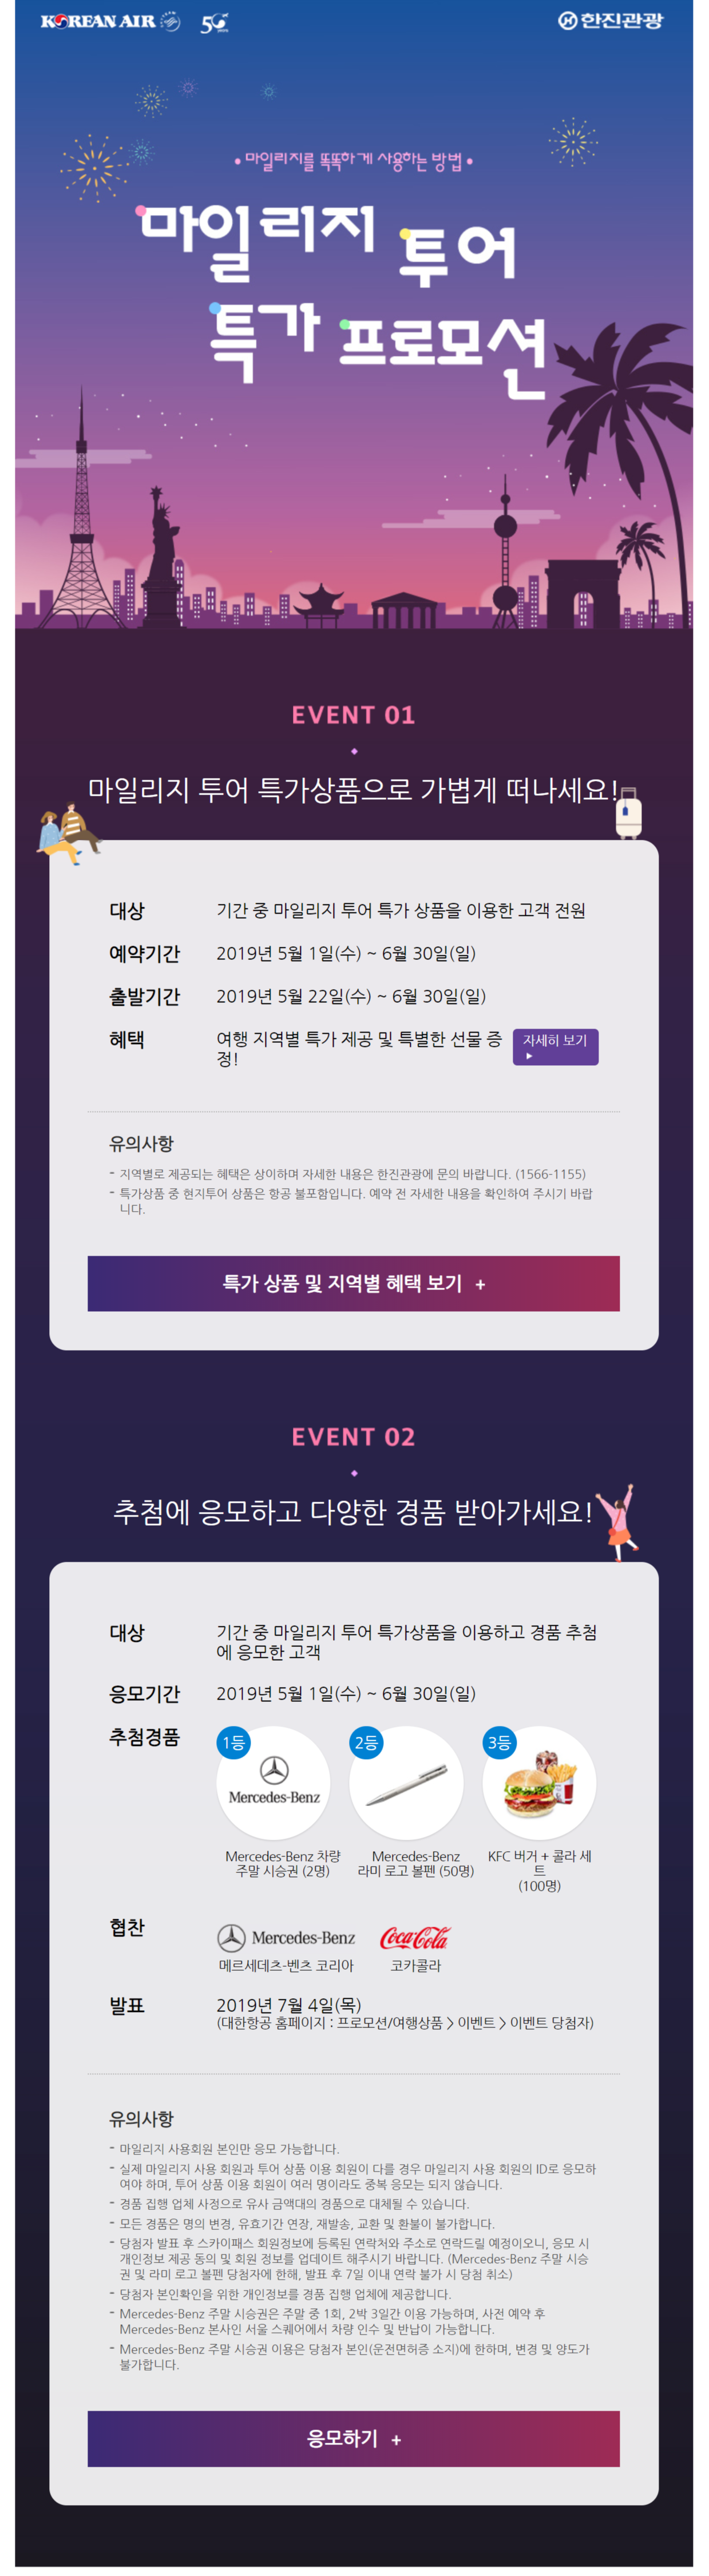 KOREAN AIR 50 years 한진관광
• 마일리지를 똑똑하게 사용하는 방법 •
마일리지 투어
특가 프로모션
EVENT 01
마일리지 투어 특가상품으로 가볍게 떠나세요!
대상 기간 중 마일리지 투어 특가 상품을 이용한 고객 전원
예약기간 2019년 5월 1일(수) ~ 6월 30일(일)
출발기간 2019년 5월 22일(수) ~ 6월 30일(일)
혜택 여행 지역별 특가 제공 및 특별한 선물 증
정!
자세히 보기
▶
유의사항
- 지역별로 제공되는 혜택은 상이하며 자세한 내용은 한진관광에 문의 바랍니다. (1566-1155)
- 특가상품 중 현지투어 상품은 항공 불포함입니다. 예약 전 자세한 내용을 확인하여 주시기 바랍
니다.
특가 상품 및 지역별 혜택 보기 +
EVENT 02
추첨에 응모하고 다양한 경품 받아가세요!
대상 기간 중 마일리지 투어 특가상품을 이용하고 경품 추첨
에 응모한 고객
응모기간 2019년 5월 1일(수) ~ 6월 30일(일)
추첨경품
1등
Mercedes-Benz
Mercedes-Benz 차량
주말 시승권 (2명)
2등
Mercedes-Benz
라미 로고 볼펜 (50명)
3등
KFC 버거 + 콜라 세
트
(100명)
협찬
Mercedes-Benz Coca-Cola
메르세데츠-벤츠 코리아 코카콜라
발표 2019년 7월 4일(목)
(대한항공 홈페이지 : 프로모션/여행상품 > 이벤트 > 이벤트 당첨자)
유의사항
- 마일리지 사용회원 본인만 응모 가능합니다.
- 실제 마일리지 사용 회원과 투어 상품 이용 회원이 다를 경우 마일리지 사용 회원의 ID로 응모하
여야 하며, 투어 상품 이용 회원이 여러 명이라도 중복 응모는 되지 않습니다.
- 경품 집행 업체 사정으로 유사 금액대의 경품으로 대체될 수 있습니다.
- 모든 경품은 명의 변경, 유효기간 연장, 재발송, 교환 및 환불이 불가합니다.
- 당첨자 발표 후 스카이패스 회원정보에 등록된 연락처와 주소로 연락드릴 예정이오니, 응모 시
개인정보 제공 동의 및 회원 정보를 업데이트 해주시기 바랍니다. (Mercedes-Benz 주말 시승
권 및 라미 로고 볼펜 당첨자에 한해, 발표 후 7일 이내 연락 불가 시 당첨 취소)
- 당첨자 본인확인을 위한 개인정보를 경품 집행 업체에 제공합니다.
- Mercedes-Benz 주말 시승권은 주말 중 1회, 2박 3일간 이용 가능하며, 사전 예약 후
Mercedes-Benz 본사인 서울 스퀘어에서 차량 인수 및 반납이 가능합니다.
- Mercedes-Benz 주말 시승권 이용은 당첨자 본인(운전면허증 소지)에 한하며, 변경 및 양도가
불가합니다.
응모하기 +